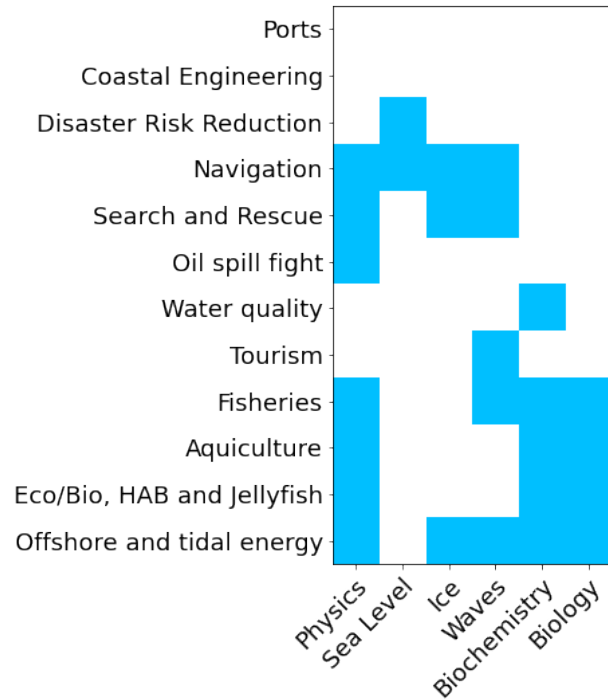 Ports
Coastal Engineering
Disaster Risk Reduction
Navigation
Search and Rescue
Oil spill fight
Water quality
Tourism
Fisheries
Aquiculture
Eco/Bio, HAB and Jellyfish
Offshore and tidal energy
Physics
Sea Level
Ice
Waves
Biochemistry
Biology